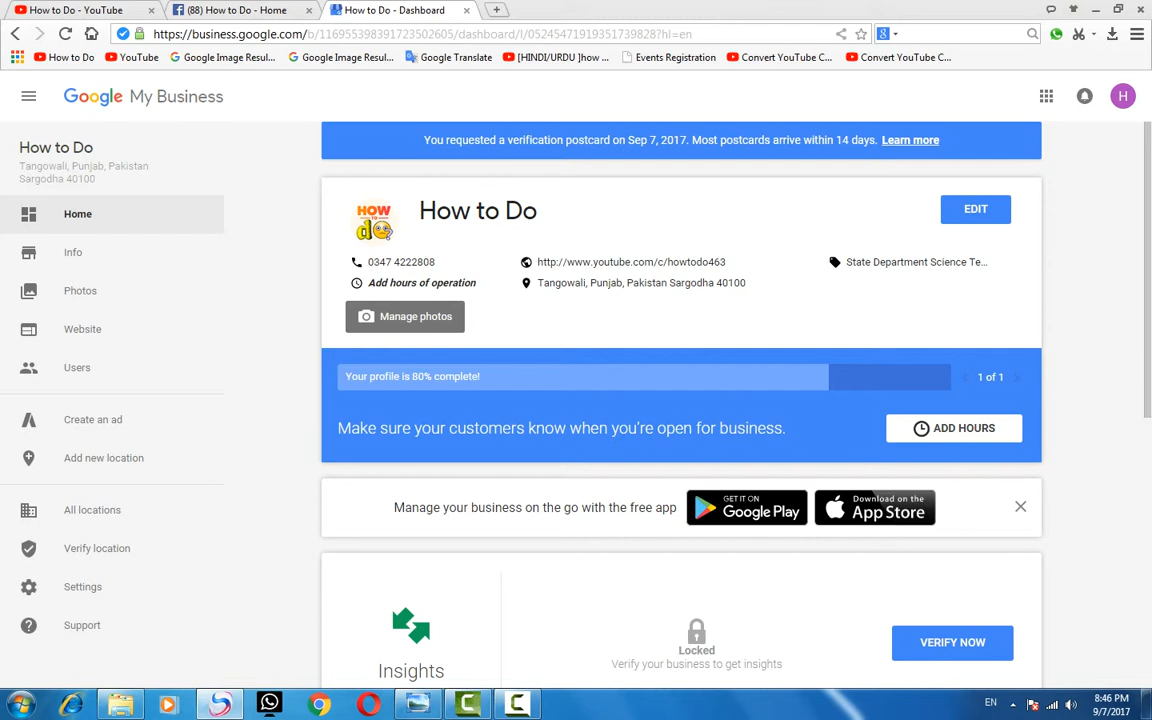 How to Do - YouTube
(88) How to Do - Home
How to Do - Dashboard
https://business.google.com/b/116955398391723502605/dashboard/l/05245471919351739828?hl=en
How to Do
YouTube
Google Image Resul...
Google Image Resul...
Google Translate
[HINDI/URDU ]how ...
Events Registration
Convert YouTube C...
Convert YouTube C...
Google My Business
H
How to Do
Tangowali, Punjab, Pakistan
Sargodha 40100
Home
Info
Photos
Website
Users
Create an ad
Add new location
All locations
Verify location
Settings
Support
You requested a verification postcard on Sep 7, 2017. Most postcards arrive within 14 days. Learn more
HOW
TO
do
How to Do
EDIT
0347 4222808
http://www.youtube.com/c/howtodo463
State Department Science Te...
Add hours of operation
Tangowali, Punjab, Pakistan Sargodha 40100
Manage photos
Your profile is 80% complete!
1 of 1
Make sure your customers know when you're open for business.
ADD HOURS
Manage your business on the go with the free app
GET IT ON
Google Play
Download on the
App Store
Insights
Locked
Verify your business to get insights
VERIFY NOW
EN
8:46 PM
9/7/2017